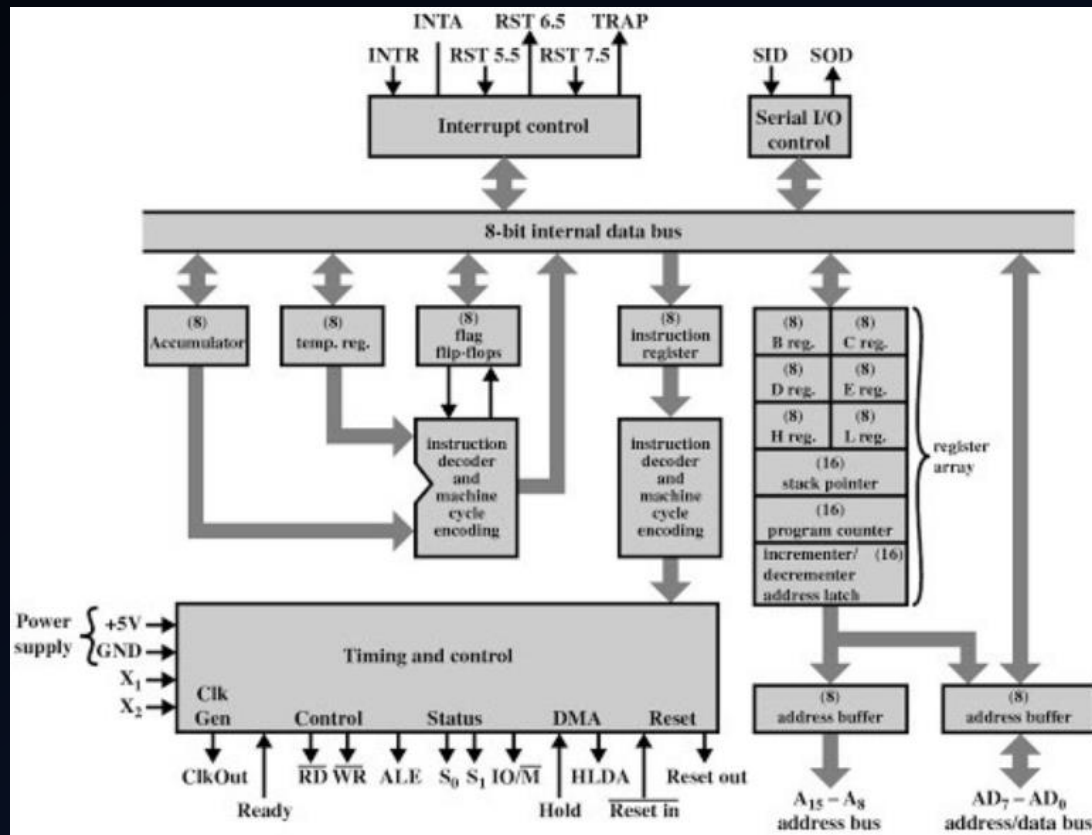 INTA RST 6.5 TRAP
INTR RST 5.5 RST 7.5
SID SOD
Interrupt control
Serial I/O
control
8-bit internal data bus
(8)
Accumulator
(8)
temp. reg.
(8)
flag
flip-flops
(8)
instruction
register
(8)
B reg.
(8)
C reg.
(8)
D reg.
(8)
E reg.
(8)
H reg.
(8)
L reg.
(16)
stack pointer
(16)
program counter
incrementer/ (16)
decrementer
address latch
register
array
instruction
decoder
and
machine
cycle
encoding
instruction
decoder
and
machine
cycle
encoding
Power
supply
+5V
GND
X₁
X₂
Timing and control
Clk
Gen Control Status DMA Reset
ClkOut
Ready
R̅D̅ W̅R̅ ALE S₀ S₁ IO/M̅
Hold
HLDA
R̅e̅s̅e̅t̅ i̅n̅
Reset out
(8)
address buffer
(8)
address buffer
A₁₅ – A₈
address bus
AD₇ – AD₀
address/data bus